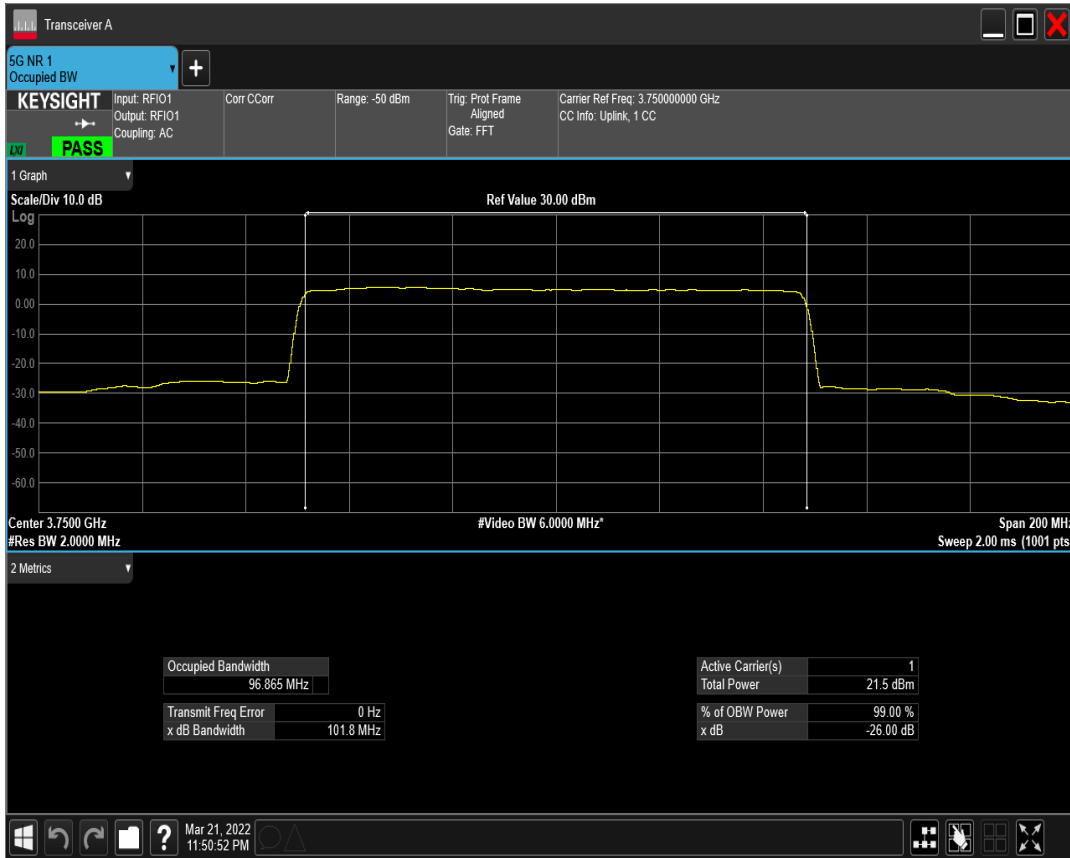 Transceiver A
5G NR 1
Occupied BW
KEYSIGHT
LXI
PASS
Input: RFIO1
Output: RFIO1
Coupling: AC
Corr CCorr
Range: -50 dBm
Trig: Prot Frame
Aligned
Gate: FFT
Carrier Ref Freq: 3.750000000 GHz
CC Info: Uplink, 1 CC
1 Graph
Scale/Div 10.0 dB
Ref Value 30.00 dBm
Log
20.0
10.0
0.00
-10.0
-20.0
-30.0
-40.0
-50.0
-60.0
Center 3.7500 GHz
#Video BW 6.0000 MHz*
Span 200 MHz
#Res BW 2.0000 MHz
Sweep 2.00 ms (1001 pts
2 Metrics
Occupied Bandwidth
96.865 MHz
Transmit Freq Error 0 Hz
x dB Bandwidth 101.8 MHz
Active Carrier(s) 1
Total Power 21.5 dBm
% of OBW Power 99.00 %
x dB -26.00 dB
?
Mar 21, 2022
11:50:52 PM